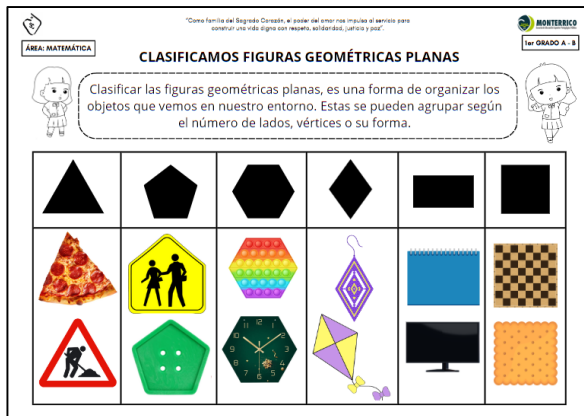 "Como familia del Sagrado Corazón, el poder del amor nos impulsa al servicio para
construir una vida digna con respeto, solidaridad, justicia y paz".
MONTERRICO
ÁREA: MATEMÁTICA
1er GRADO A - B
CLASIFICAMOS FIGURAS GEOMÉTRICAS PLANAS
Clasificar las figuras geométricas planas, es una forma de organizar los
objetos que vemos en nuestro entorno. Estas se pueden agrupar según
el número de lados, vértices o su forma.